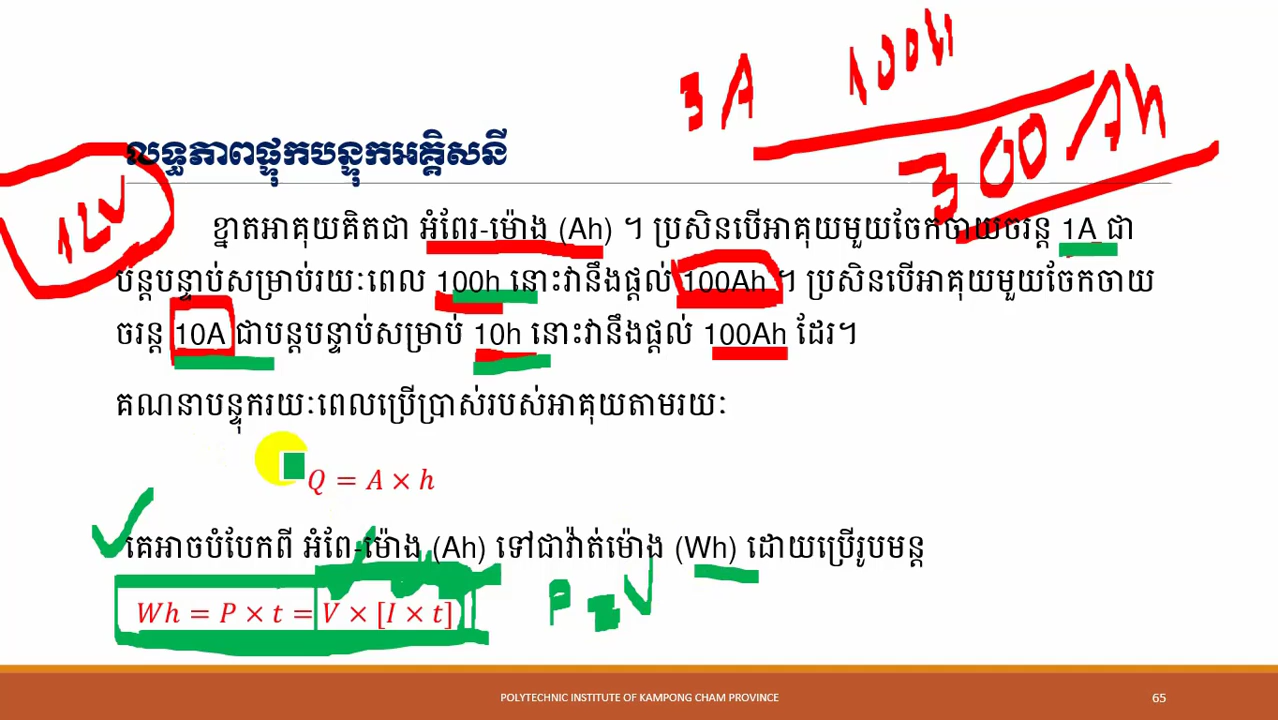 3 A 100h
300Ah
លទ្ធភាពផ្ទុកបន្ទុកអគ្គិសនី
12V
ខ្នាតអាគុយគិតជា អំពែរ-ម៉ោង (Ah) ។ ប្រសិនបើអាគុយមួយចែកចាយចរន្ត 1A ជា
បន្តបន្ទាប់សម្រាប់រយៈពេល 100h នោះវានឹងផ្តល់ 100Ah ។ ប្រសិនបើអាគុយមួយចែកចាយ
ចរន្ត 10A ជាបន្តបន្ទាប់សម្រាប់ 10h នោះវានឹងផ្តល់ 100Ah ដែរ។
គណនាបន្ទុករយៈពេលប្រើប្រាស់របស់អាគុយតាមរយៈ
Q = A × h
គេអាចបំបែកពី អំពែ-ម៉ោង (Ah) ទៅជាវ៉ាត់ម៉ោង (Wh) ដោយប្រើរូបមន្ត
Wh = P × t = V × [I × t]
P = V
POLYTECHNIC INSTITUTE OF KAMPONG CHAM PROVINCE
65